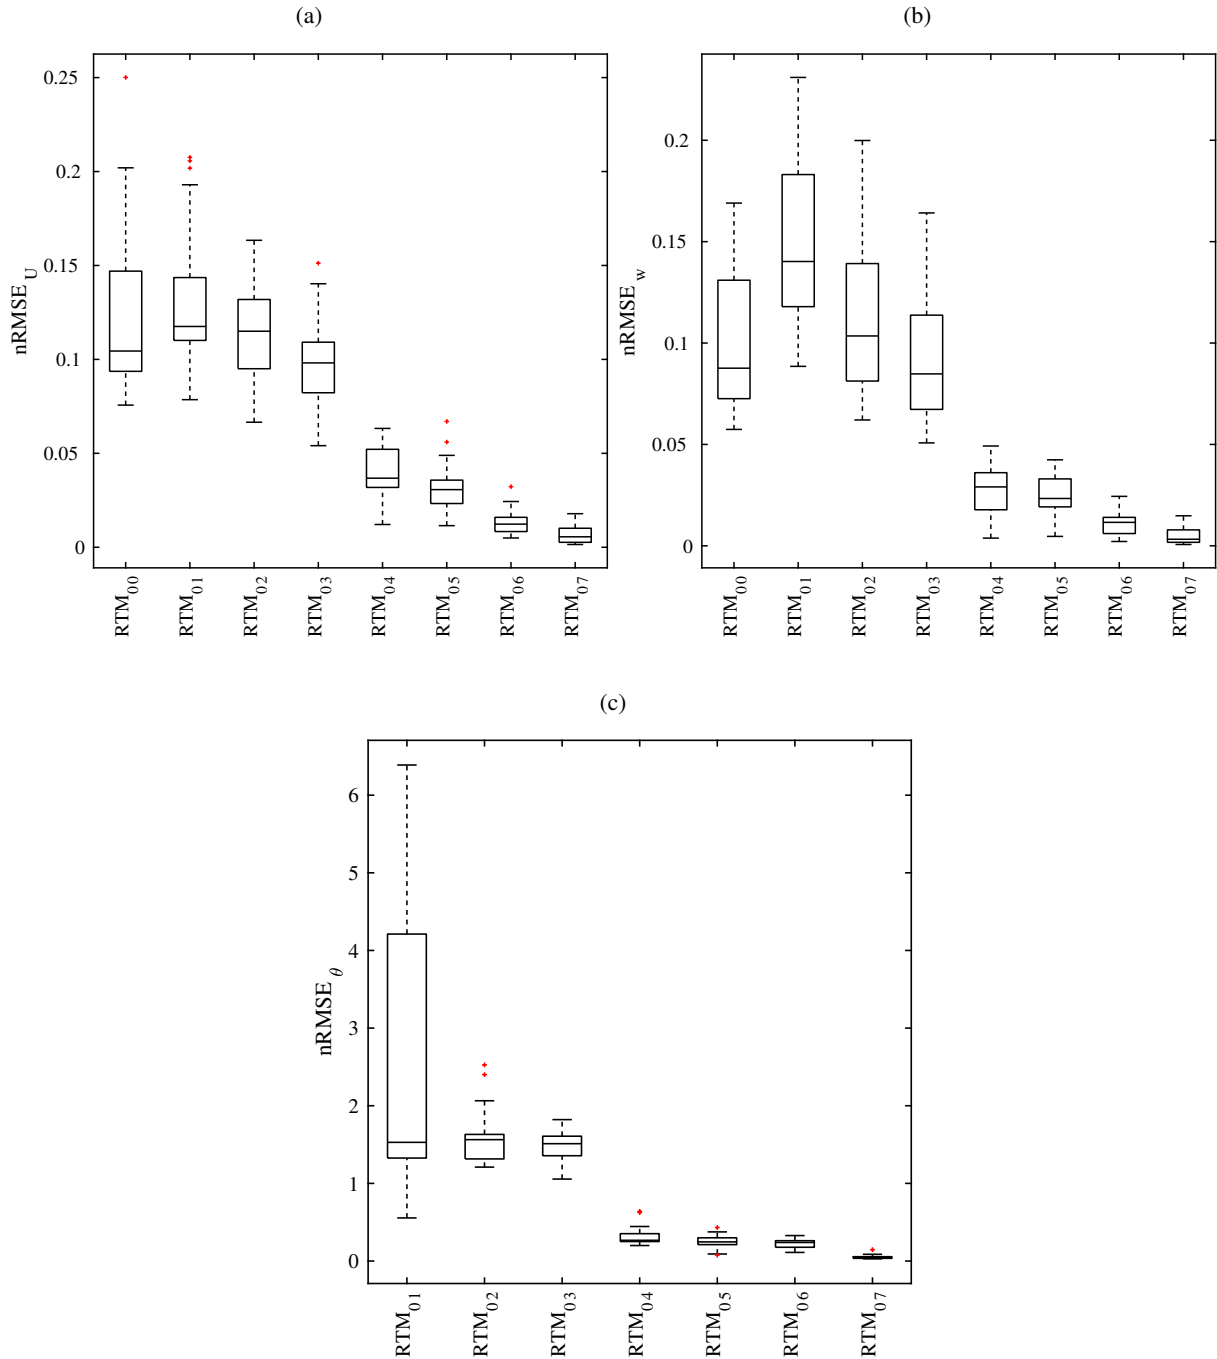 (a)
0.25
0.2
0.15
0.1
0.05
0
nRMSE_U
RTM_00 RTM_01 RTM_02 RTM_03 RTM_04 RTM_05 RTM_06 RTM_07
(b)
0.2
0.15
0.1
0.05
0
nRMSE_w
RTM_00 RTM_01 RTM_02 RTM_03 RTM_04 RTM_05 RTM_06 RTM_07
(c)
6
5
4
3
2
1
0
nRMSE_θ
RTM_01 RTM_02 RTM_03 RTM_04 RTM_05 RTM_06 RTM_07